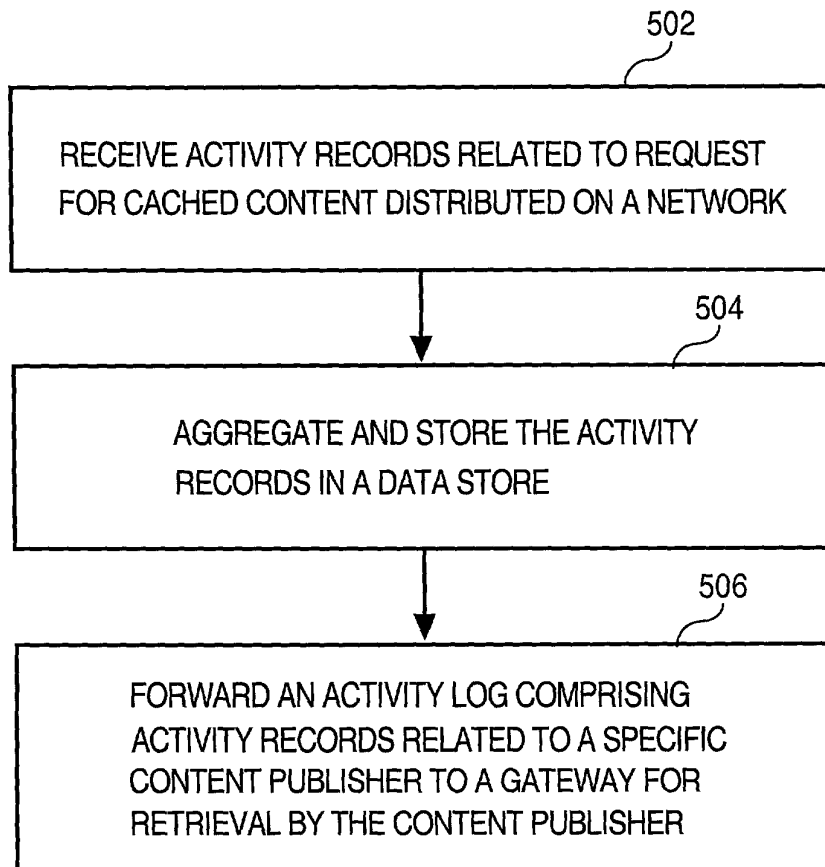 502
RECEIVE ACTIVITY RECORDS RELATED TO REQUEST
FOR CACHED CONTENT DISTRIBUTED ON A NETWORK
504
AGGREGATE AND STORE THE ACTIVITY
RECORDS IN A DATA STORE
506
FORWARD AN ACTIVITY LOG COMPRISING
ACTIVITY RECORDS RELATED TO A SPECIFIC
CONTENT PUBLISHER TO A GATEWAY FOR
RETRIEVAL BY THE CONTENT PUBLISHER